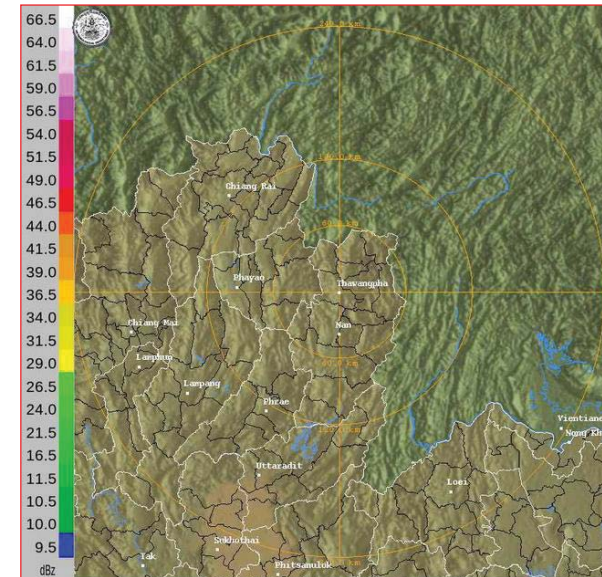 66.5
64.0
61.5
59.0
56.5
54.0
51.5
49.0
46.5
44.0
41.5
39.0
36.5
34.0
31.5
29.0
26.5
24.0
21.5
16.5
11.5
10.5
10.0
9.5
dBz
Chiang Rai
Phayao
Thawangpha
Chiang Mai
Nan
Lamphun
Lampang
Phrae
Vientiane
Nong Kh
Uttaradit
Loei
Sukhothai
Tak
Phitsanulok